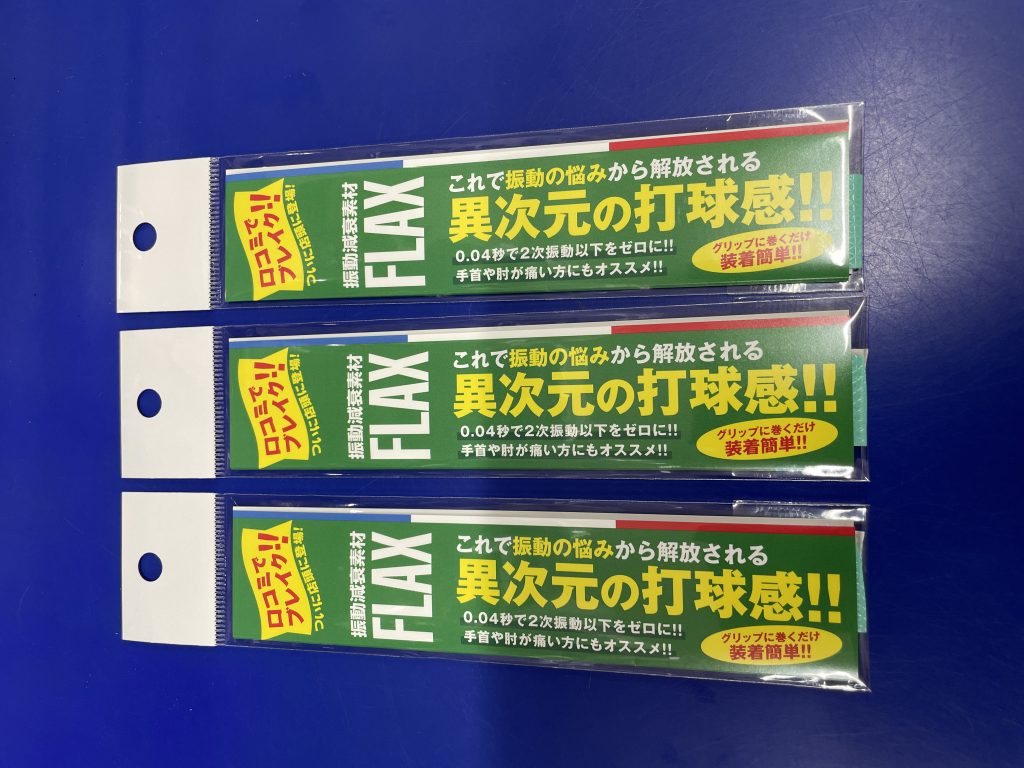 口コミで
ブレイク!!
ついに店頭に登場!
振動減衰素材
FLAX
これで振動の悩みから解放される
異次元の打球感!!
0.04秒で2次振動以下をゼロに!!
手首や肘が痛い方にもオススメ!!
グリップに巻くだけ
装着簡単!!
口コミで
ブレイク!!
ついに店頭に登場!
振動減衰素材
FLAX
これで振動の悩みから解放される
異次元の打球感!!
0.04秒で2次振動以下をゼロに!!
手首や肘が痛い方にもオススメ!!
グリップに巻くだけ
装着簡単!!
口コミで
ブレイク!!
ついに店頭に登場!
振動減衰素材
FLAX
これで振動の悩みから解放される
異次元の打球感!!
0.04秒で2次振動以下をゼロに!!
手首や肘が痛い方にもオススメ!!
グリップに巻くだけ
装着簡単!!